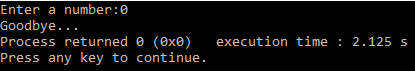 Enter a number:0
Goodbye...
Process returned 0 (0x0)   execution time : 2.125 s
Press any key to continue.